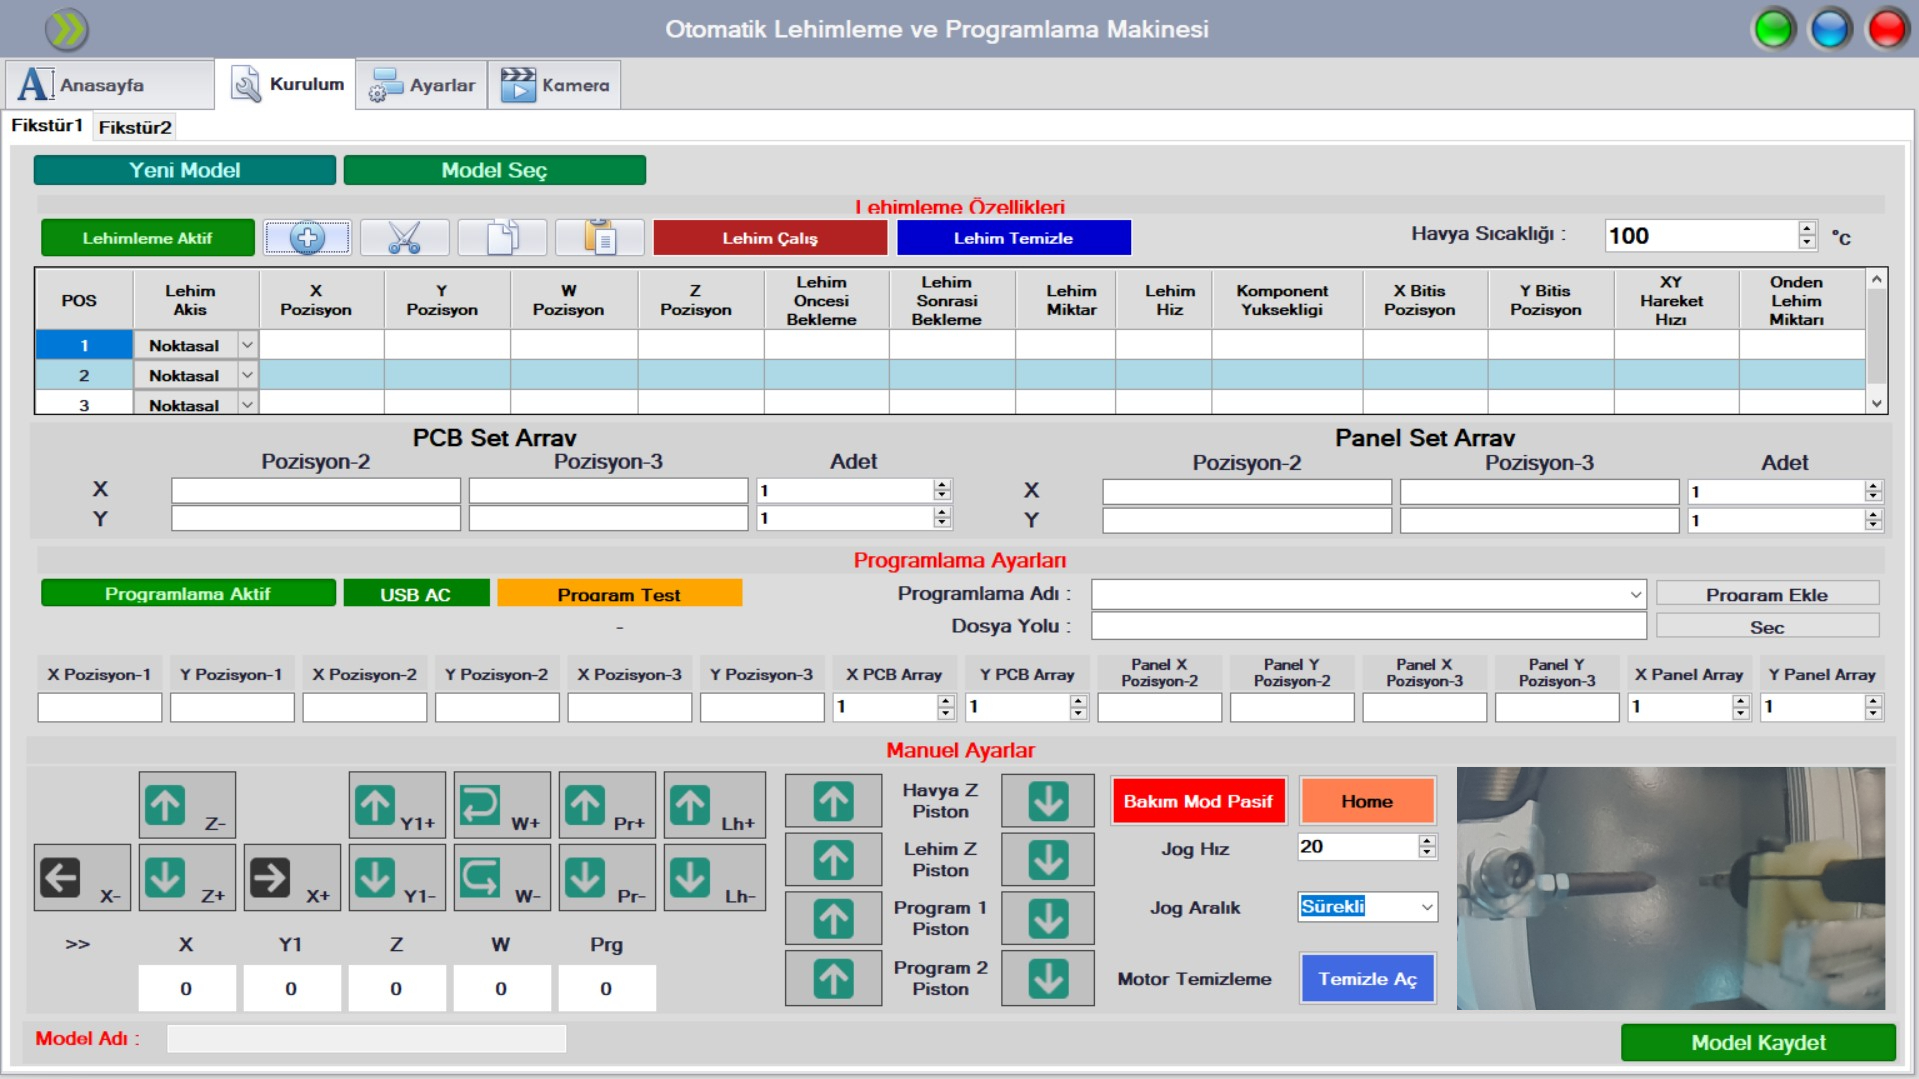 Otomatik Lehimleme ve Programlama Makinesi
Anasayfa
Kurulum
Ayarlar
Kamera
Fikstür1
Fikstür2
Yeni Model
Model Seç
Lehimleme Özellikleri
Lehimleme Aktif
Lehim Çalış
Lehim Temizle
Havya Sıcaklığı :
100
°C
POS
Lehim Akis
X Pozisyon
Y Pozisyon
W Pozisyon
Z Pozisyon
Lehim Oncesi Bekleme
Lehim Sonrasi Bekleme
Lehim Miktar
Lehim Hiz
Komponent Yuksekligi
X Bitis Pozisyon
Y Bitis Pozisyon
XY Hareket Hızı
Onden Lehim Miktarı
1 Noktasal
2 Noktasal
3 Noktasal
PCB Set Array
Pozisyon-2 Pozisyon-3 Adet
X 1
Y 1
Panel Set Array
Pozisyon-2 Pozisyon-3 Adet
X 1
Y 1
Programlama Ayarları
Programlama Aktif
USB AC
Program Test
-
Programlama Adı :
Program Ekle
Dosya Yolu :
Sec
X Pozisyon-1
Y Pozisyon-1
X Pozisyon-2
Y Pozisyon-2
X Pozisyon-3
Y Pozisyon-3
X PCB Array
Y PCB Array
Panel X Pozisyon-2
Panel Y Pozisyon-2
Panel X Pozisyon-3
Panel Y Pozisyon-3
X Panel Array
Y Panel Array
1 1 1 1
Manuel Ayarlar
Z- Y1+ W+ Pr+ Lh+
X- Z+ X+ Y1- W- Pr- Lh-
>> X Y1 Z W Prg
0 0 0 0 0
Havya Z Piston
Lehim Z Piston
Program 1 Piston
Program 2 Piston
Bakım Mod Pasif
Home
Jog Hız
20
Jog Aralık
Sürekli
Motor Temizleme
Temizle Aç
Model Adı :
Model Kaydet